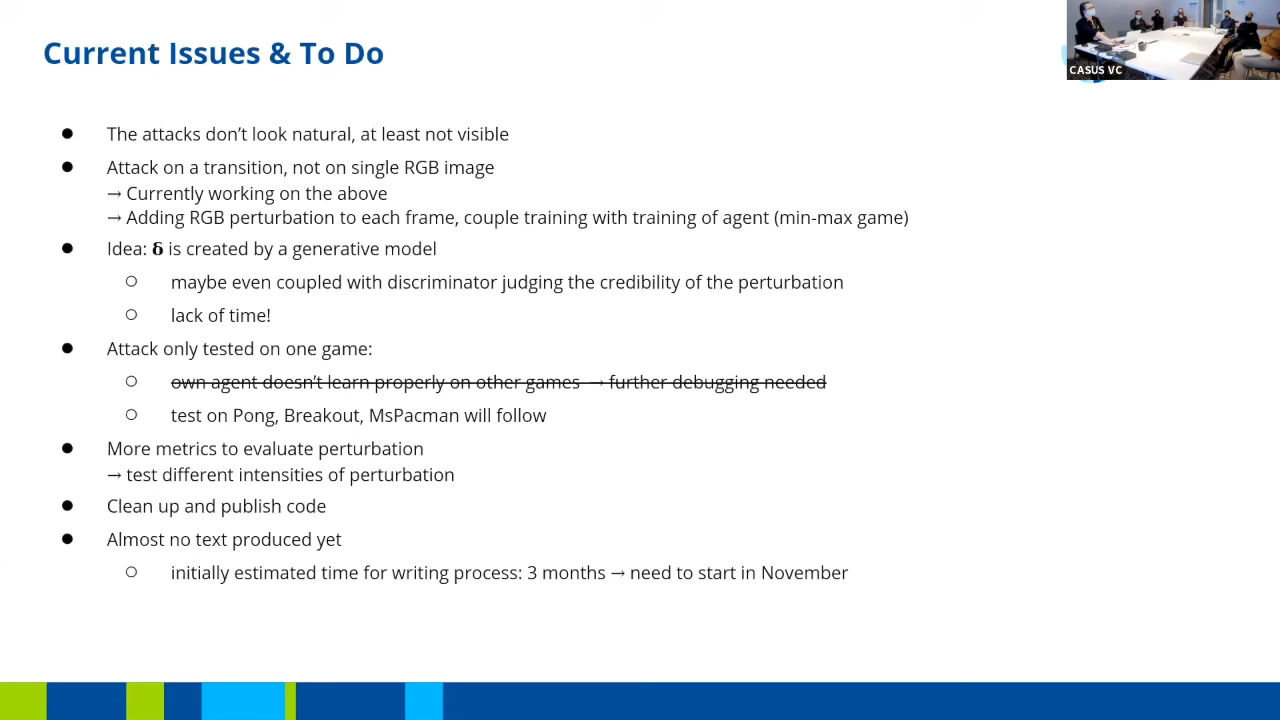 Current Issues & To Do
CASUS VC
● The attacks don’t look natural, at least not visible
● Attack on a transition, not on single RGB image
→ Currently working on the above
→ Adding RGB perturbation to each frame, couple training with training of agent (min-max game)
● Idea: δ is created by a generative model
○ maybe even coupled with discriminator judging the credibility of the perturbation
○ lack of time!
● Attack only tested on one game:
○ own agent doesn’t learn properly on other games → further debugging needed
○ test on Pong, Breakout, MsPacman will follow
● More metrics to evaluate perturbation
→ test different intensities of perturbation
● Clean up and publish code
● Almost no text produced yet
○ initially estimated time for writing process: 3 months → need to start in November